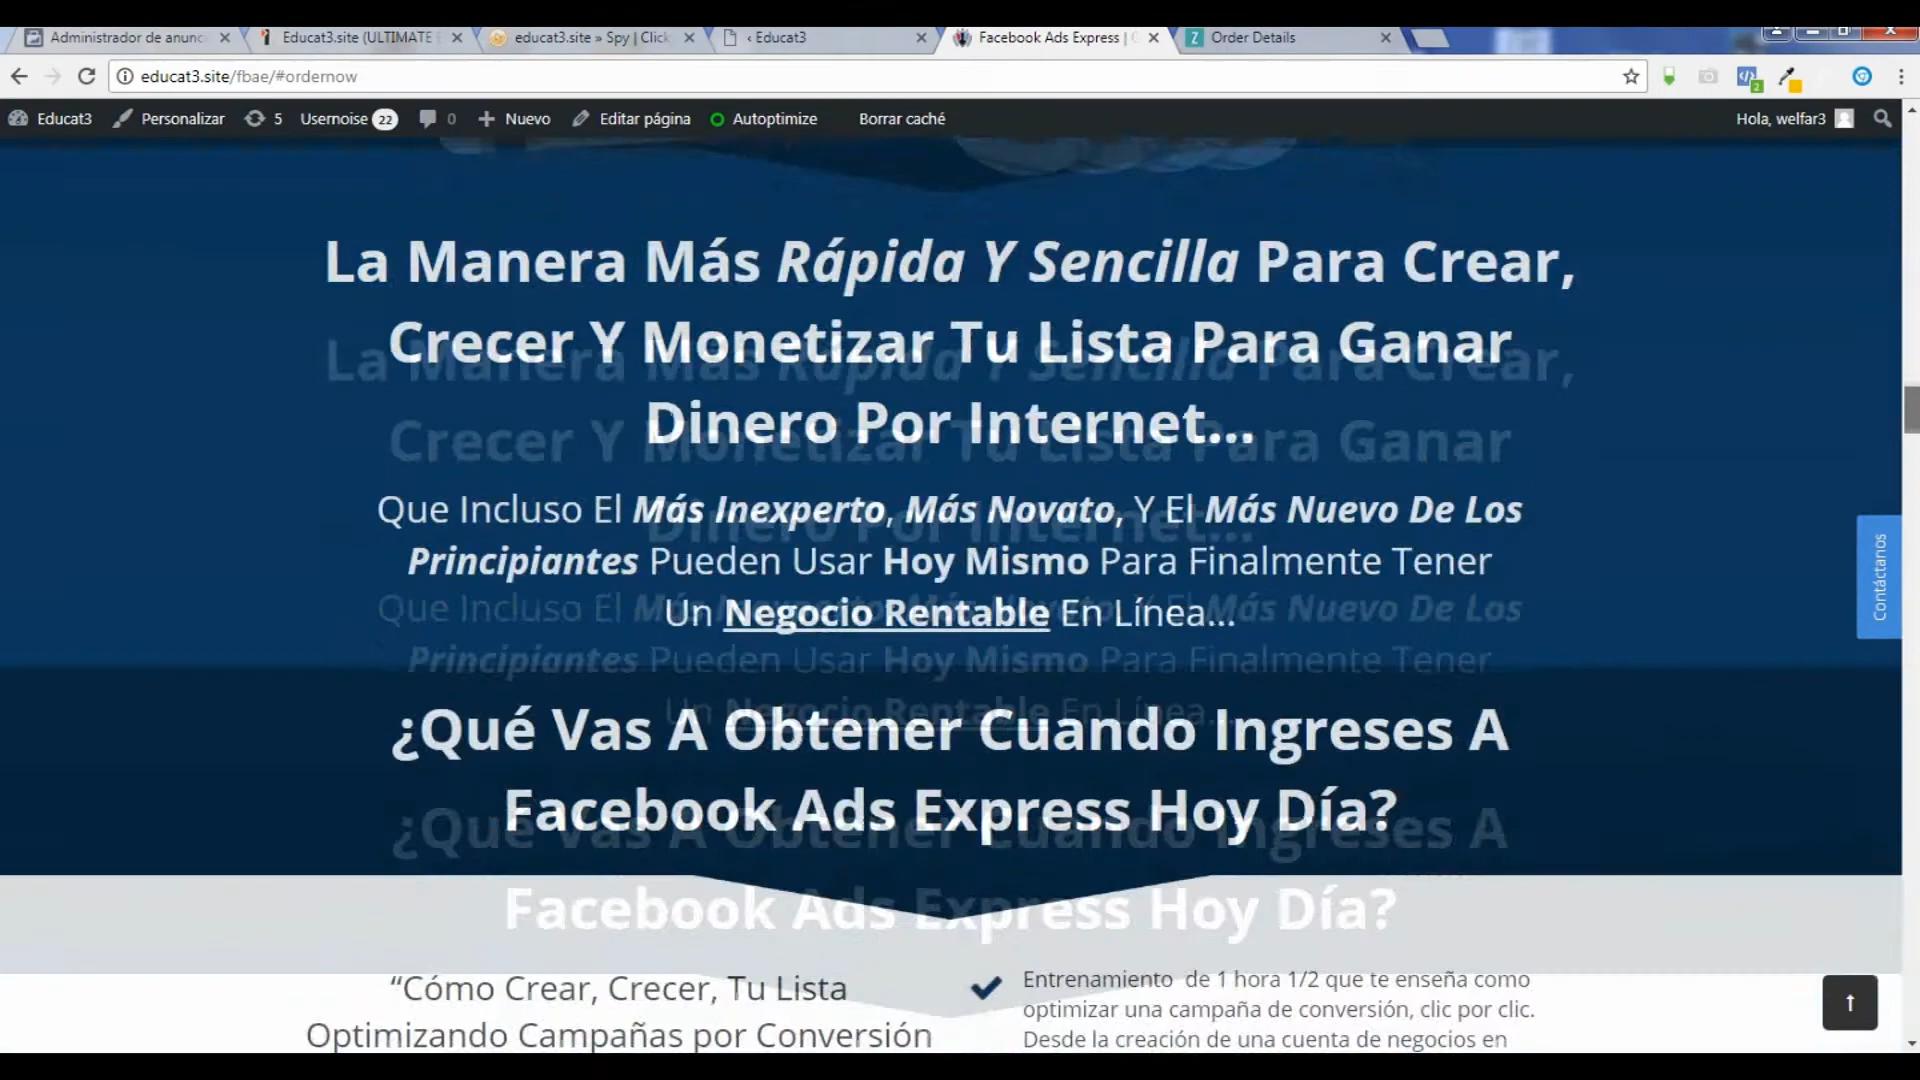 Administrador de anunc
Educat3.site (ULTIMATE
educat3.site » Spy | Click
‹ Educat3
Facebook Ads Express |
Order Details
educat3.site/fbae/#ordernow
Educat3
Personalizar
5
Usernoise 22
0
Nuevo
Editar página
Autoptimize
Borrar caché
Hola, welfar3
La Manera Más Rápida Y Sencilla Para Crear,
Crecer Y Monetizar Tu Lista Para Ganar
Dinero Por Internet...
Que Incluso El Más Inexperto, Más Novato, Y El Más Nuevo De Los
Principiantes Pueden Usar Hoy Mismo Para Finalmente Tener
Un Negocio Rentable En Línea...
¿Qué Vas A Obtener Cuando Ingreses A
Facebook Ads Express Hoy Día?
Contáctanos
“Cómo Crear, Crecer, Tu Lista
Optimizando Campañas por Conversión
Entrenamiento de 1 hora 1/2 que te enseña como
optimizar una campaña de conversión, clic por clic.
Desde la creación de una cuenta de negocios en